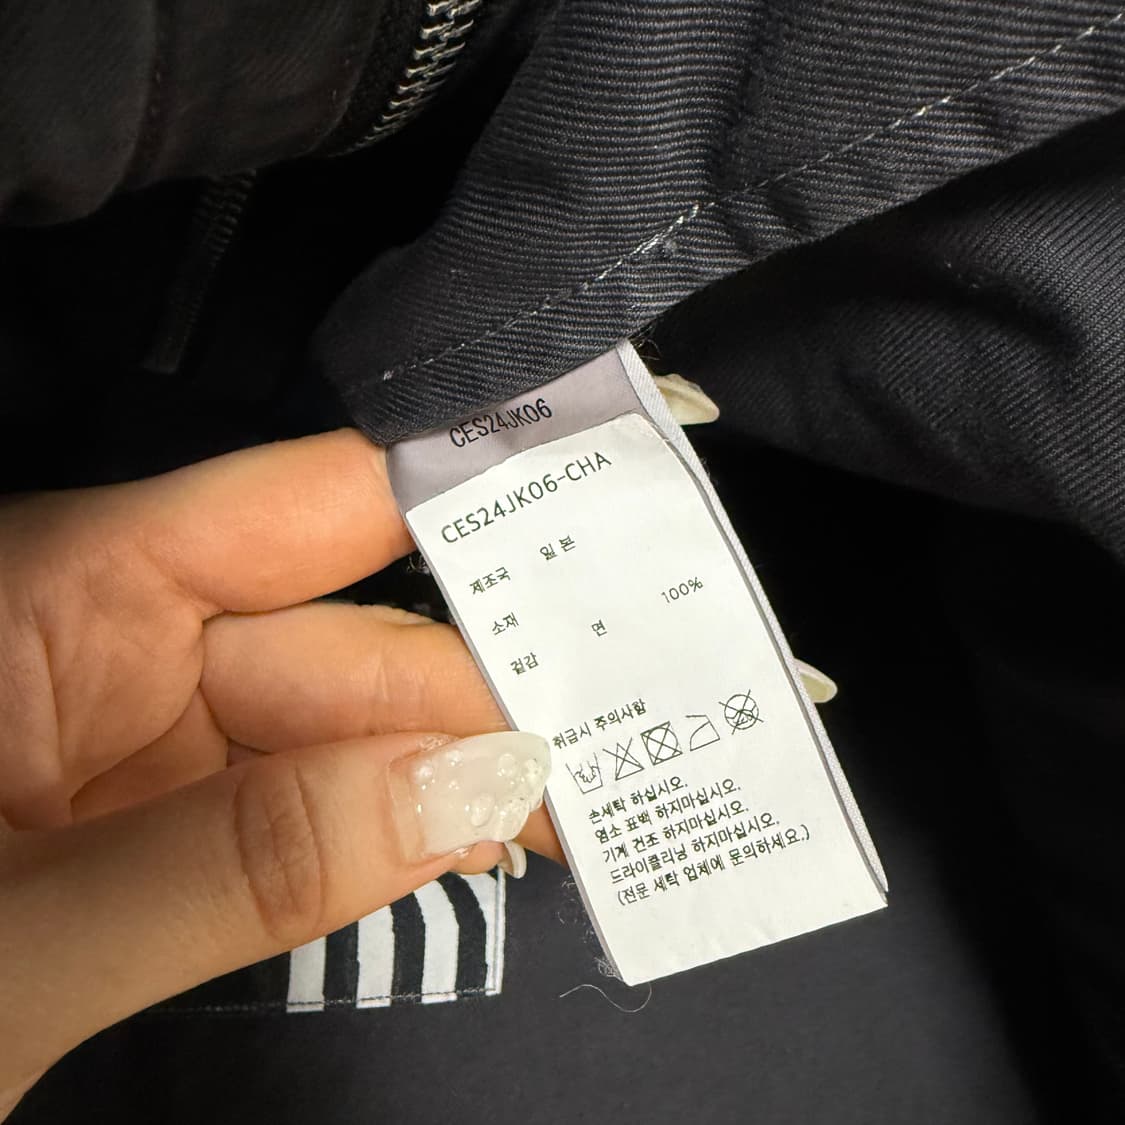 CES24JK06
CES24JK06-CHA
제조국 일본
소재 100%
겉감 면
취급시 주의사항
손세탁 하십시오.
염소 표백 하지마십시오.
기계 건조 하지마십시오.
드라이클리닝 하지마십시오.
(전문 세탁 업체에 문의하세요.)